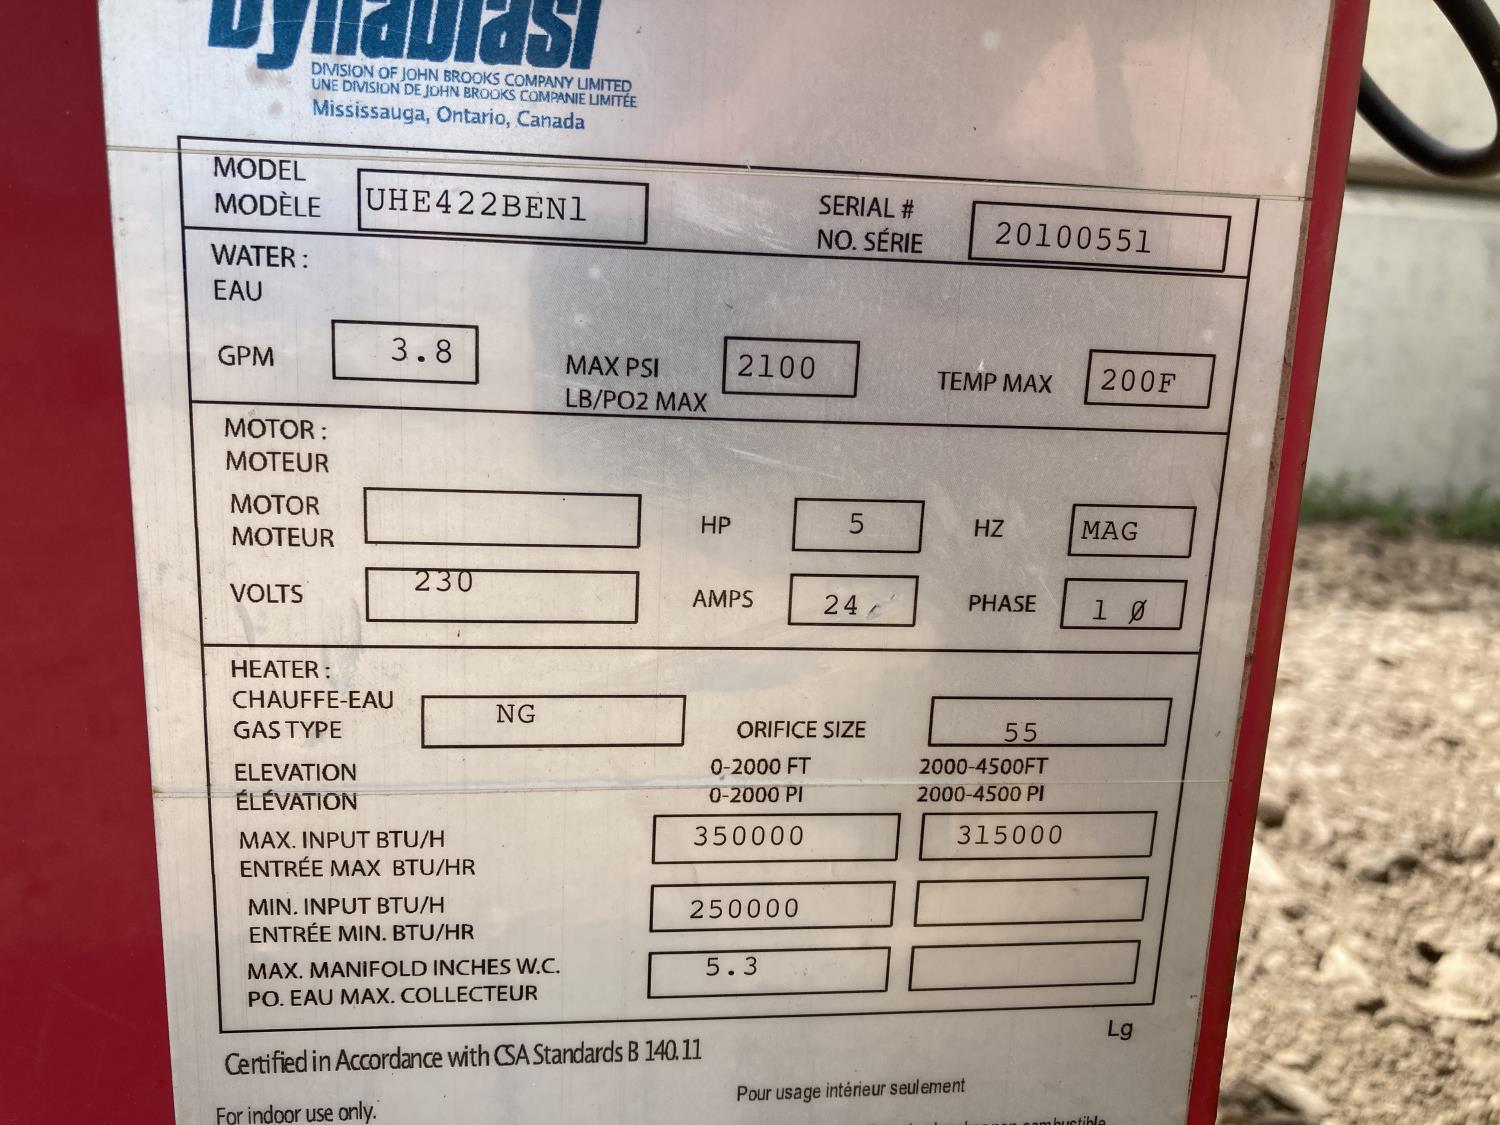 Dynablast
DIVISION OF JOHN BROOKS COMPANY LIMITED
UNE DIVISION DE JOHN BROOKS COMPANIE LIMITÉE
Mississauga, Ontario, Canada
MODEL
MODÈLE UHE422BEN1 SERIAL # NO. SÉRIE 20100551
WATER :
EAU
GPM 3.8 MAX PSI 2100 TEMP MAX 200F
LB/PO2 MAX
MOTOR :
MOTEUR
MOTOR
MOTEUR HP 5 HZ MAG
VOLTS 230 AMPS 24 PHASE 1 Ø
HEATER :
CHAUFFE-EAU
GAS TYPE NG ORIFICE SIZE 55
ELEVATION 0-2000 FT 2000-4500FT
ÉLÉVATION 0-2000 PI 2000-4500 PI
MAX. INPUT BTU/H 350000 315000
ENTRÉE MAX BTU/HR
MIN. INPUT BTU/H 250000
ENTRÉE MIN. BTU/HR
MAX. MANIFOLD INCHES W.C. 5.3
PO. EAU MAX. COLLECTEUR
Lg
Certified in Accordance with CSA Standards B 140.11
For indoor use only. Pour usage intérieur seulement
combustible